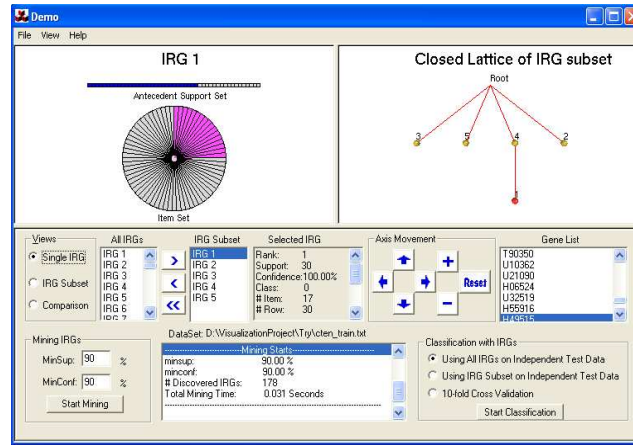 Demo
File View Help
IRG 1
Antecedent Support Set
Item Set
Closed Lattice of IRG subset
Root
3 5 4 2
1
Views
Single IRG
IRG Subset
Comparison
All IRGs
IRG 1
IRG 2
IRG 3
IRG 4
IRG 5
IRG 6
IRG 7
>
<
<<
IRG Subset
IRG 1
IRG 2
IRG 3
IRG 4
IRG 5
Selected IRG
Rank: 1
Support: 30
Confidence:100.00%
Class: 0
# Item: 17
# Row: 30
Axis Movement
+
Reset
-
Gene List
T90350
U10362
U21090
H06524
U32519
H55916
H49515
Mining IRGs
MinSup: 90 %
MinConf: 90 %
Start Mining
DataSet: D:\VisualizationProject\Try\cten_train.txt
Mining Starts
minsup: 90.00 %
minconf: 90.00 %
# Discovered IRGs: 178
Total Mining Time: 0.031 Seconds
Classification with IRGs
Using All IRGs on Independent Test Data
Using IRG Subset on Independent Test Data
10-fold Cross Validation
Start Classification